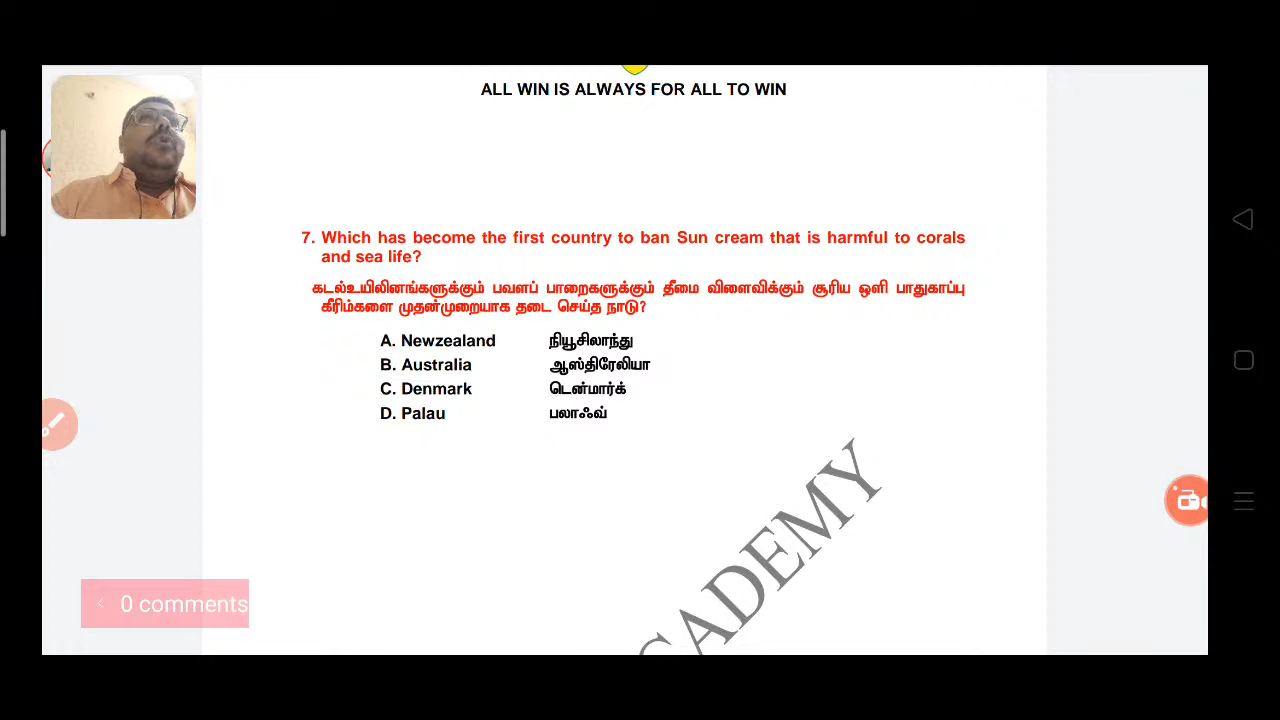 ALL WIN IS ALWAYS FOR ALL TO WIN
7. Which has become the first country to ban Sun cream that is harmful to corals
and sea life?
கடல்உயிலினங்களுக்கும் பவளப் பாறைகளுக்கும் தீமை விளைவிக்கும் சூரிய ஒளி பாதுகாப்பு
கீரிம்களை முதன்முறையாக தடை செய்த நாடு?
A. Newzealand நியூசிலாந்து
B. Australia ஆஸ்திரேலியா
C. Denmark டென்மார்க்
D. Palau பலாஃவ்
CADEMY
0 comments